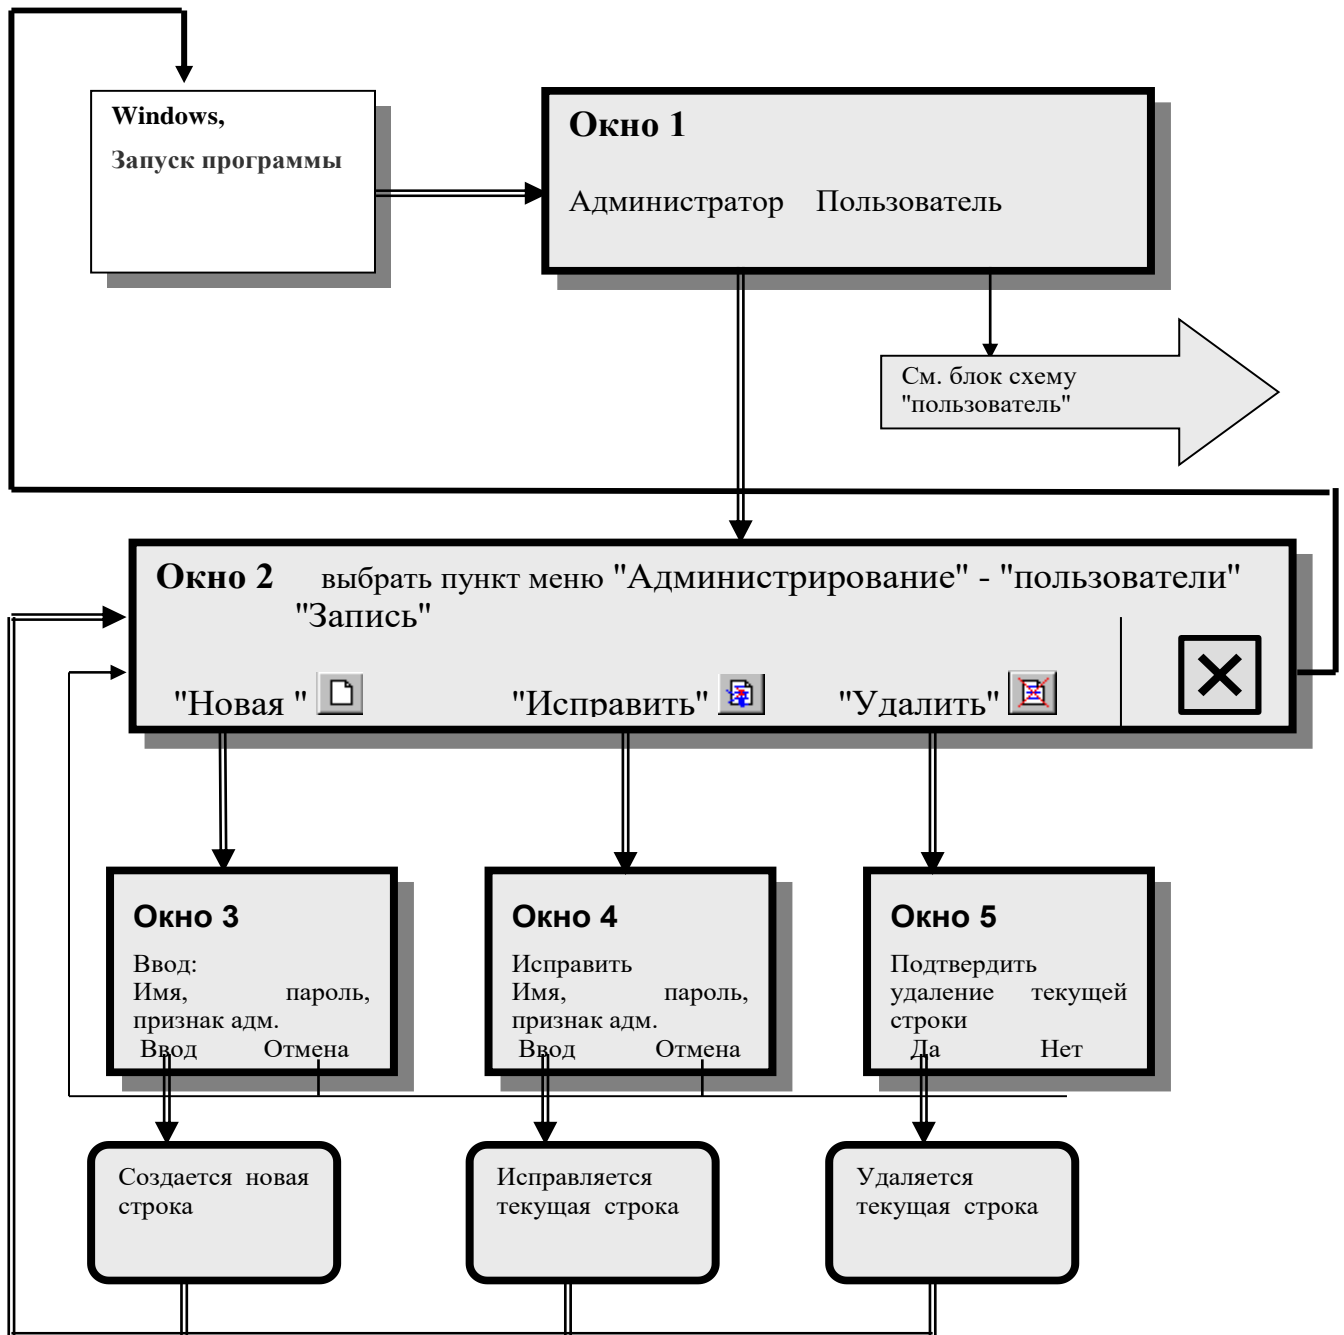 Windows,
Запуск программы
Окно 1
Администратор Пользователь
См. блок схему
"пользователь"
Окно 2 выбрать пункт меню "Администрирование" - "пользователи"
"Запись"
"Новая " "Исправить" "Удалить"
Окно 3
Ввод:
Имя, пароль,
признак адм.
Ввод Отмена
Окно 4
Исправить
Имя, пароль,
признак адм.
Ввод Отмена
Окно 5
Подтвердить
удаление текущей
строки
Да Нет
Создается новая
строка
Исправляется
текущая строка
Удаляется
текущая строка